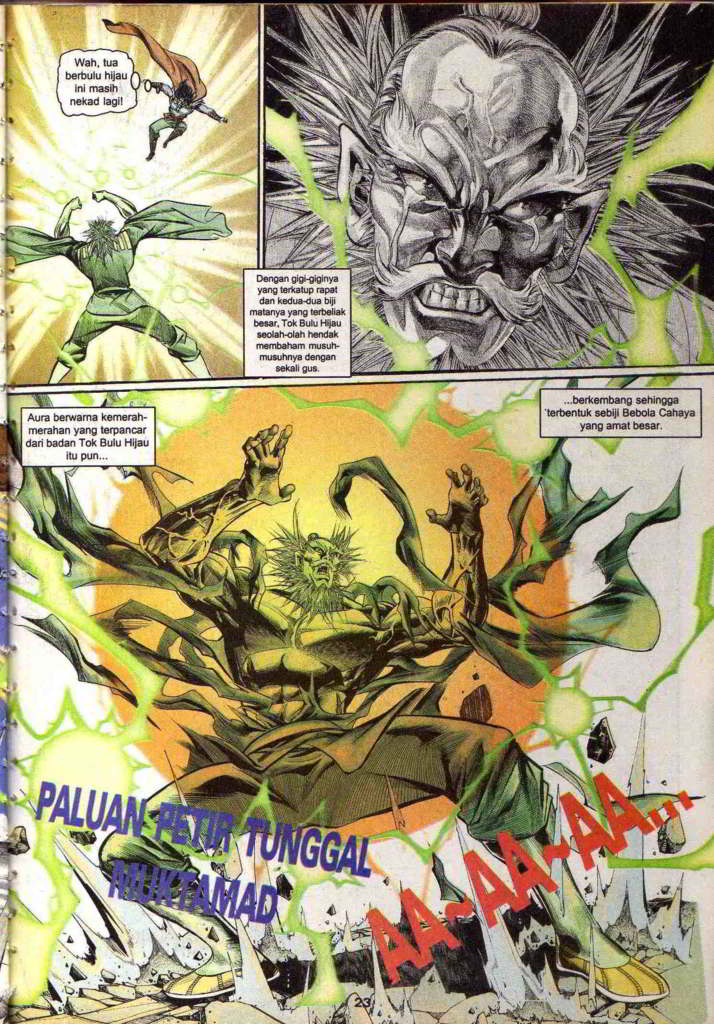 Wah, tua
berbulu hijau
ini masih
nekad lagi!
Dengan gigi-giginya
yang terkatup rapat
dan kedua-dua biji
matanya yang terbeliak
besar, Tok Bulu Hijau
seolah-olah hendak
membaham musuh-
musuhnya dengan
sekali gus.
Aura berwarna kemerah-
merahan yang terpancar
dari badan Tok Bulu Hijau
itu pun...
...berkembang sehingga
terbentuk sebiji Bebola Cahaya
yang amat besar.
PALUAN PETIR TUNGGAL
MUKTAMAD
AA~AA~AA...
23